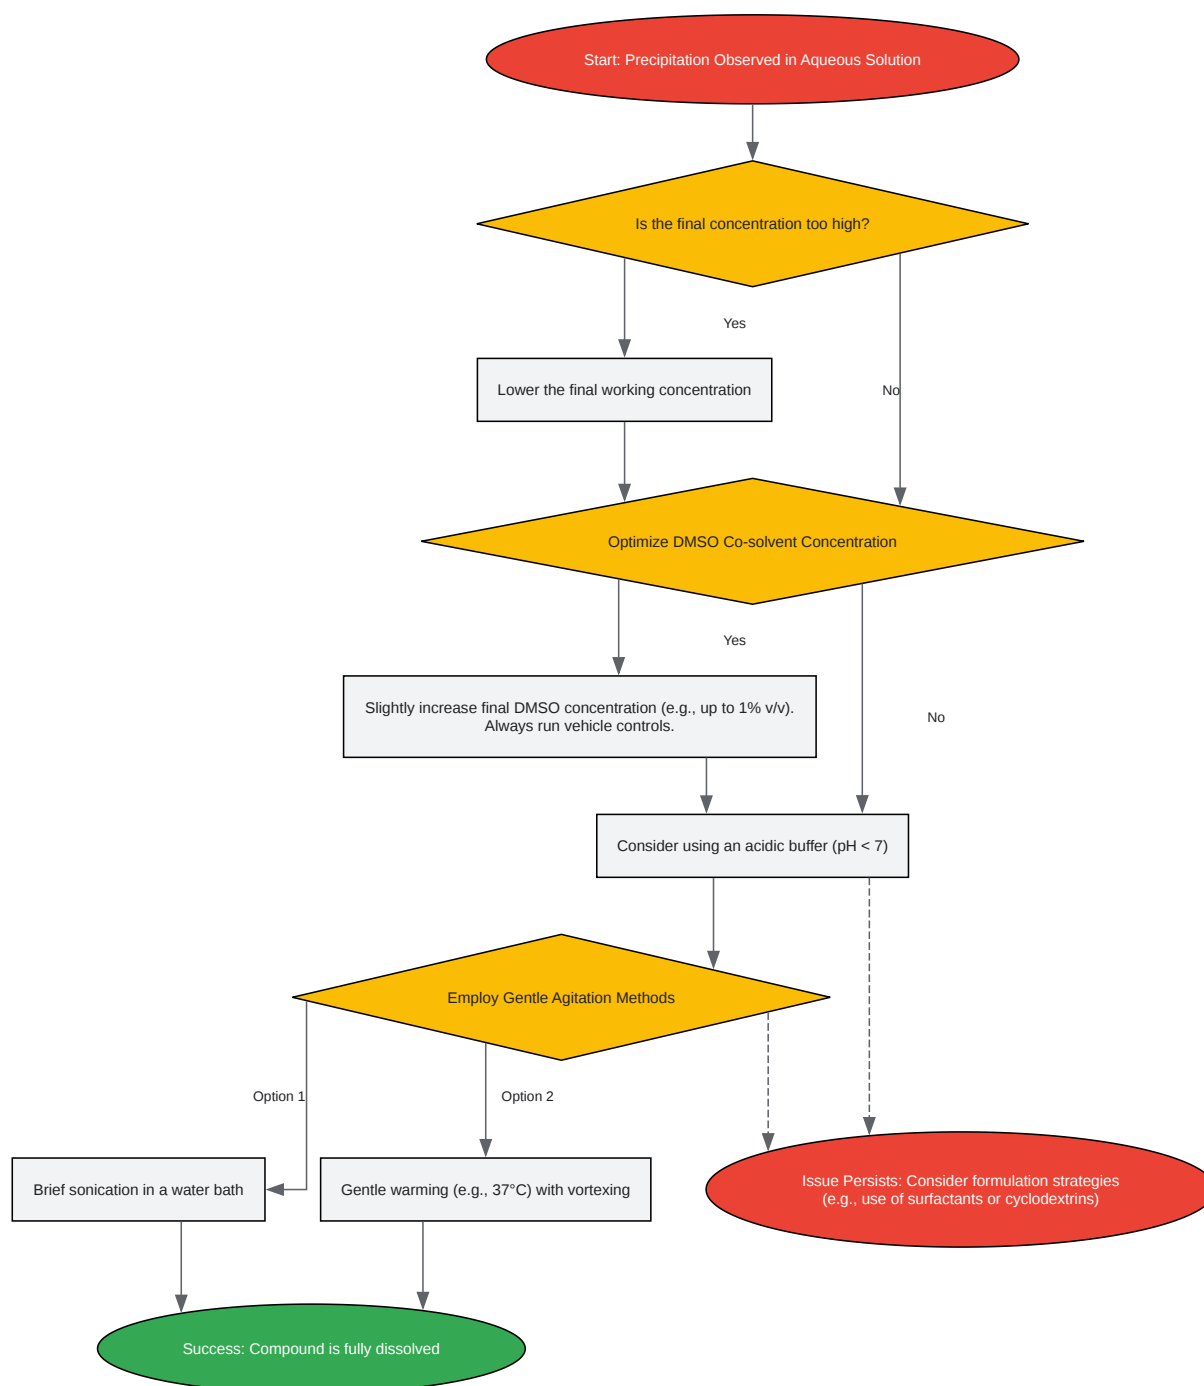 Start: Precipitation Observed in Aqueous Solution
Is the final concentration too high?
Yes
Lower the final working concentration
No
Optimize DMSO Co-solvent Concentration
Yes
Slightly increase final DMSO concentration (e.g., up to 1% v/v).
Always run vehicle controls.
No
Consider using an acidic buffer (pH < 7)
Employ Gentle Agitation Methods
Option 1
Option 2
Brief sonication in a water bath
Gentle warming (e.g., 37°C) with vortexing
Issue Persists: Consider formulation strategies
(e.g., use of surfactants or cyclodextrins)
Success: Compound is fully dissolved